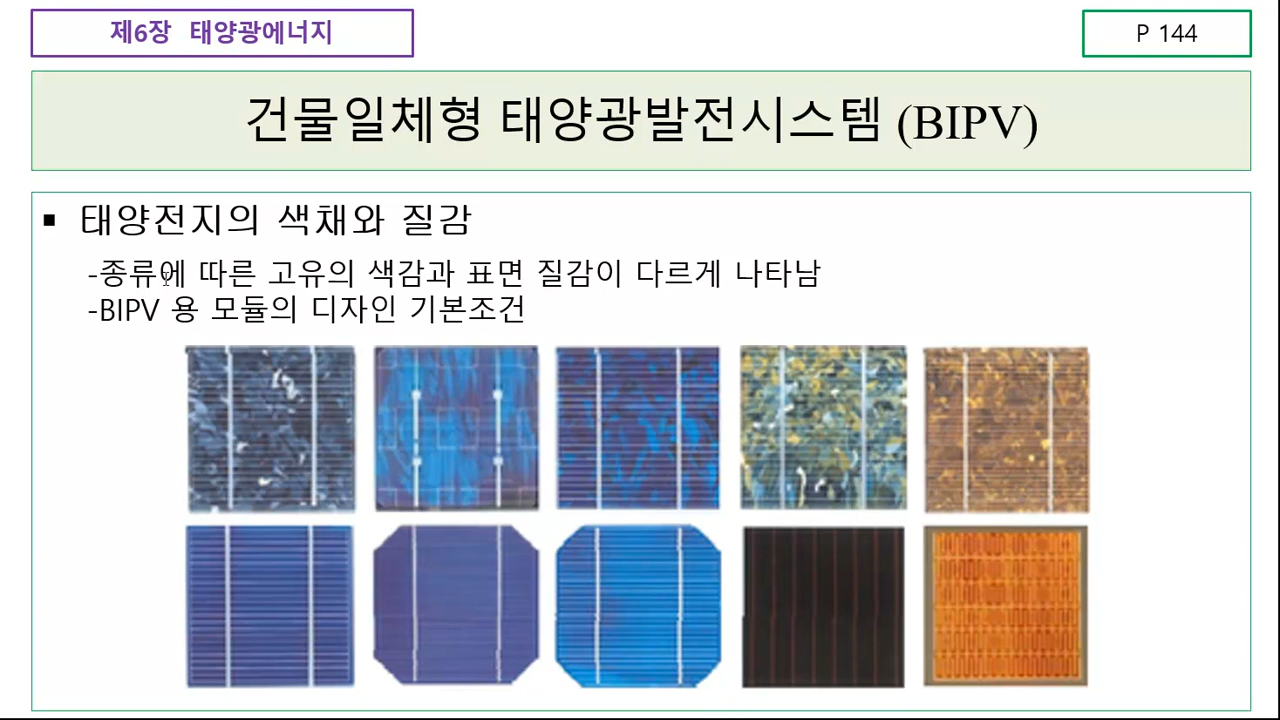 제6장 태양광에너지
P 144
건물일체형 태양광발전시스템 (BIPV)
▪ 태양전지의 색채와 질감
-종류에 따른 고유의 색감과 표면 질감이 다르게 나타남
-BIPV 용 모듈의 디자인 기본조건